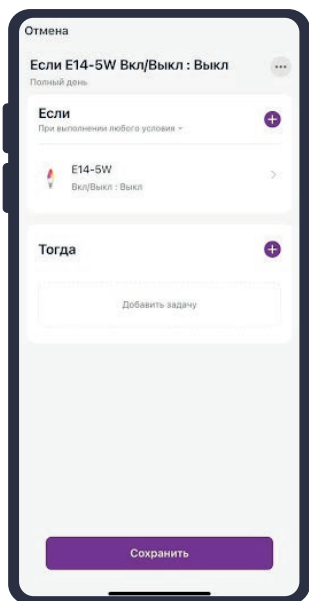 Отмена
Если E14-5W Вкл/Выкл : Выкл
Полный день
Если
При выполнении любого условия
E14-5W
Вкл/Выкл : Выкл
Тогда
Добавить задачу
Сохранить